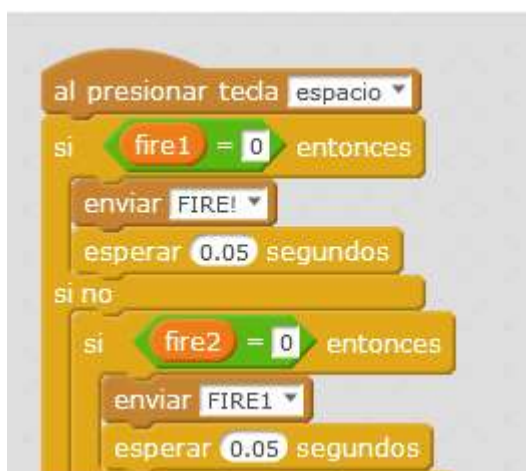 al presionar tecla espacio
si fire1 = 0 entonces
enviar FIRE!
esperar 0.05 segundos
si no
si fire2 = 0 entonces
enviar FIRE1
esperar 0.05 segundos